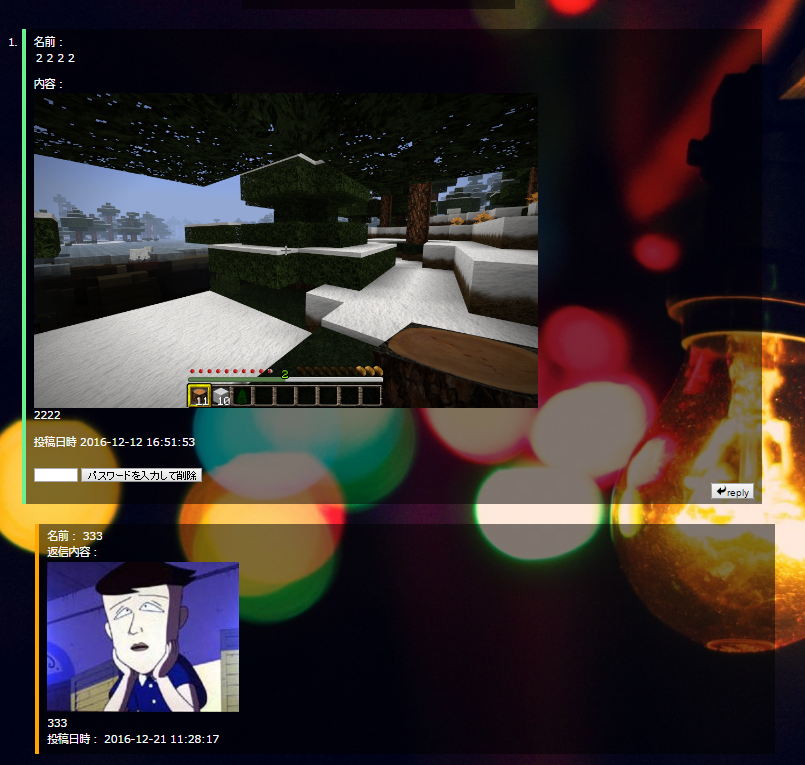 1.
名前：
２２２２
内容：
2
11
10
2222
投稿日時 2016-12-12 16:51:53
パスワードを入力して削除
reply
名前： 333
返信内容：
333
投稿日時： 2016-12-21 11:28:17